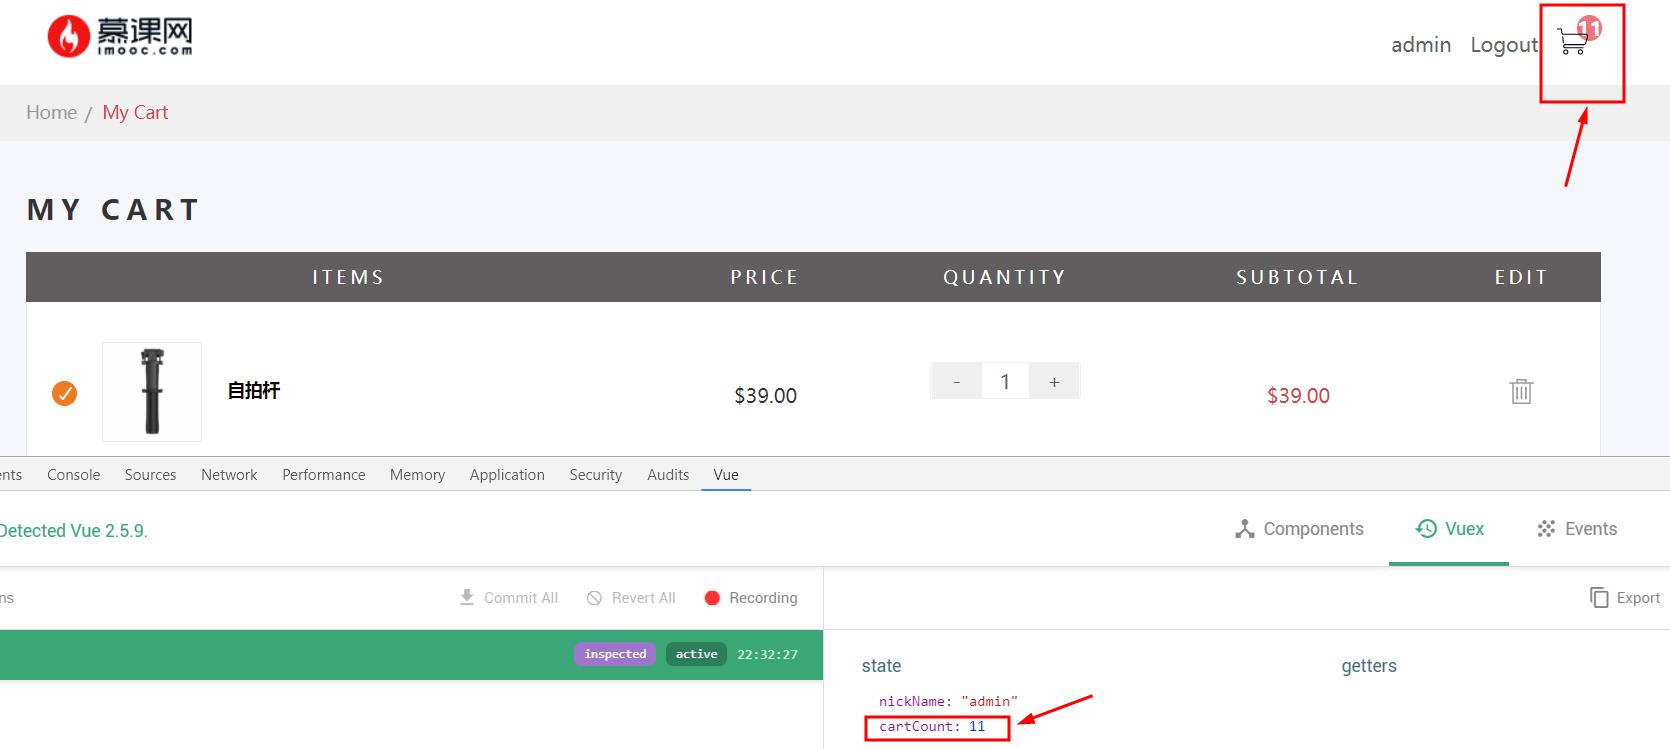 慕课网
imooc.com
admin Logout 11
Home / My Cart
MY CART
ITEMS PRICE QUANTITY SUBTOTAL EDIT
自拍杆 $39.00 - 1 + $39.00
ents Console Sources Network Performance Memory Application Security Audits Vue
Detected Vue 2.5.9. Components Vuex Events
ns Commit All Revert All Recording Export
inspected active 22:32:27
state getters
nickName: "admin"
cartCount: 11